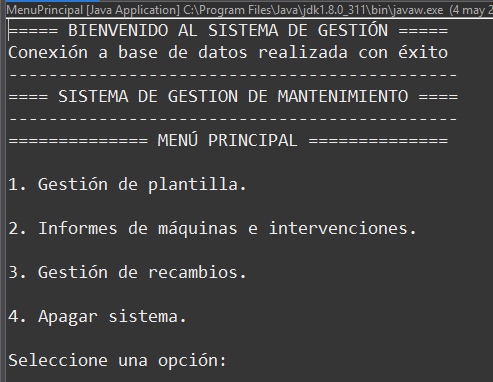 MenuPrincipal [Java Application] C:\Program Files\Java\jdk1.8.0_311\bin\javaw.exe (4 may 2
===== BIENVENIDO AL SISTEMA DE GESTIÓN =====
Conexión a base de datos realizada con éxito
---------------------------------------------
==== SISTEMA DE GESTION DE MANTENIMIENTO ====
---------------------------------------------
============== MENÚ PRINCIPAL ==============
1. Gestión de plantilla.
2. Informes de máquinas e intervenciones.
3. Gestión de recambios.
4. Apagar sistema.
Seleccione una opción: